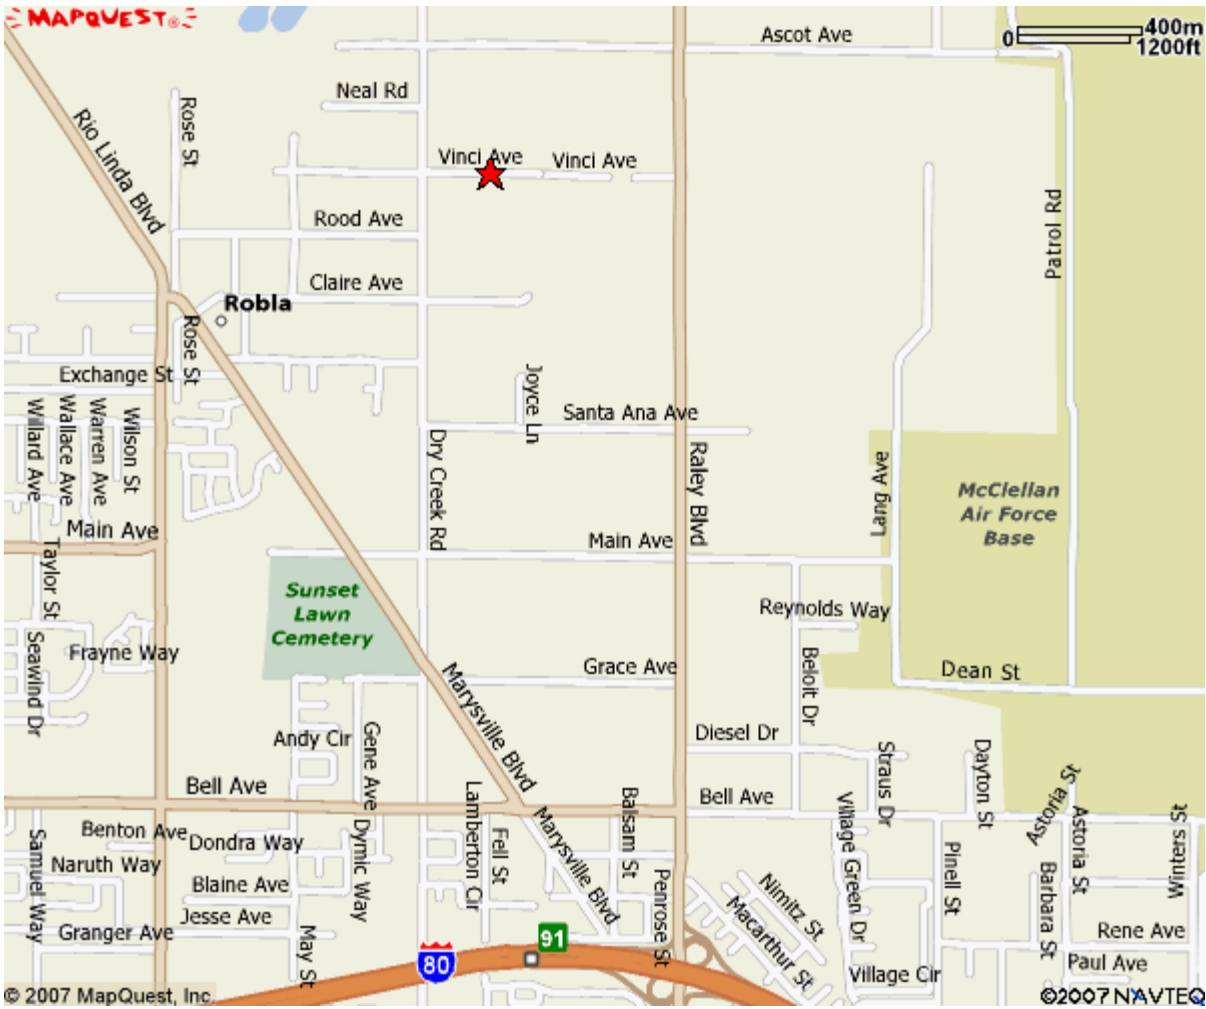 MAPQUEST®
Ascot Ave
0 400m
1200ft
Neal Rd
Rose St
Rio Linda Blvd
Vinci Ave
Vinci Ave
Patrol Rd
Rood Ave
Claire Ave
Robla
Rose St
Exchange St
Joyce Ln
Willard Ave
Wallace Ave
Warren Ave
Wilson St
Santa Ana Ave
Dry Creek Rd
Raley Blvd
Lang Ave
McClellan
Air Force
Base
Main Ave
Main Ave
Taylor St
Sunset
Lawn
Cemetery
Reynolds Way
Seawind Dr
Frayne Way
Grace Ave
Beloit Dr
Dean St
Marysville Blvd
Andy Cir
Gene Ave
Diesel Dr
Straus Dr
Dayton St
Bell Ave
Lamberton Cir
Balsam St
Bell Ave
Village Green Dr
Astoria St
Astoria St
Winters St
Samuel Way
Benton Ave
Dondra Way
Dymic Way
Fell St
Marysville Blvd
Naruth Way
Blaine Ave
Penrose St
Nimitz St
Macarthur St
Pinell St
Barbara St
Jesse Ave
Granger Ave
May St
80
91
Rene Ave
Village Cir
Paul Ave
© 2007 MapQuest, Inc.
©2007 NAVTEQ